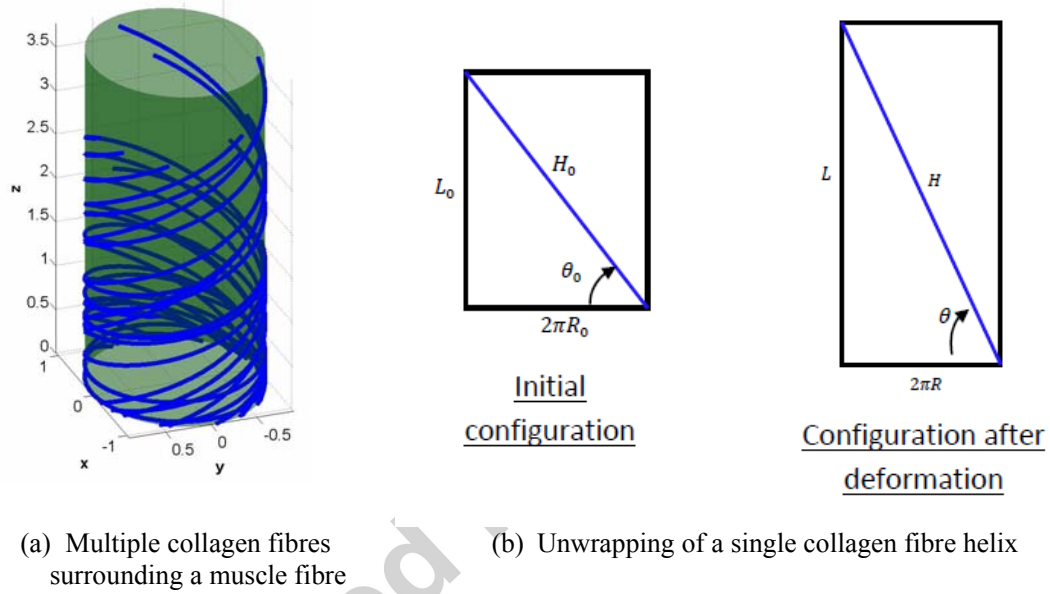 3.5
3
2.5
2
1.5
1
0.5
0
z
1
0
-1
x
0.5
0
-0.5
y
L₀
H₀
θ₀
2πR₀
Initial
configuration
L
H
θ
2πR
Configuration after
deformation
(a) Multiple collagen fibres
surrounding a muscle fibre
(b) Unwrapping of a single collagen fibre helix